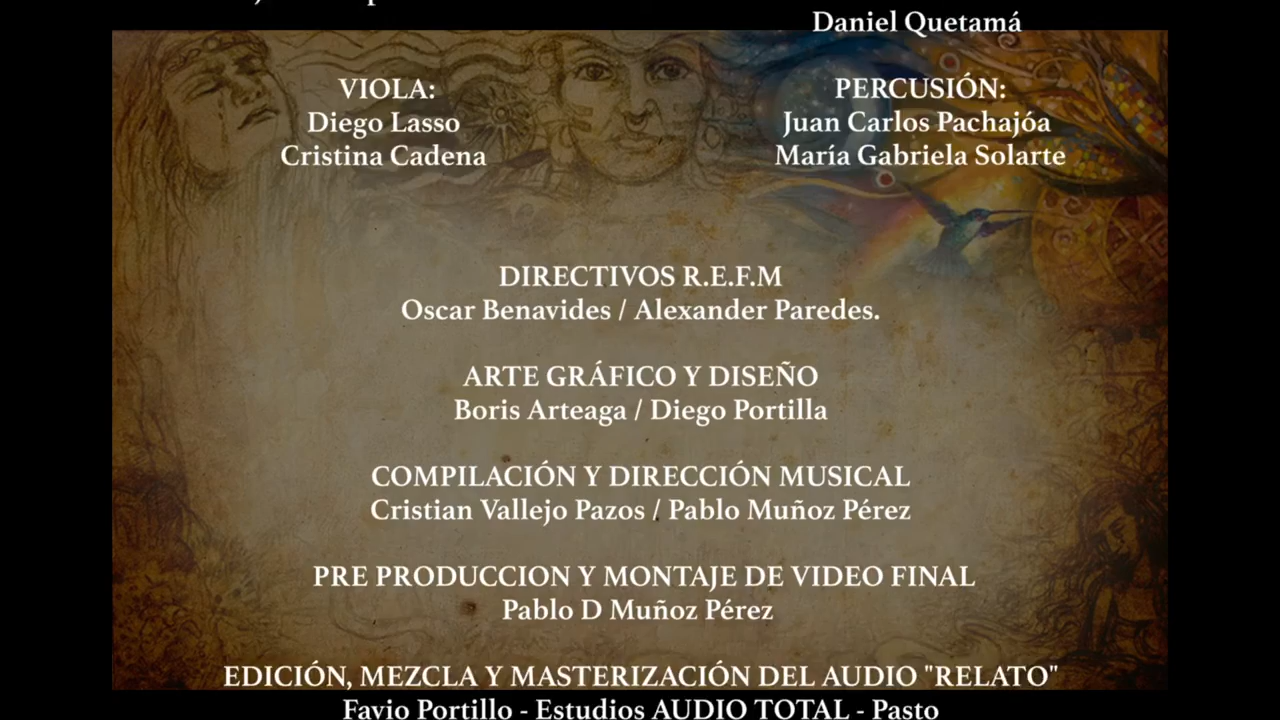 Daniel Quetamá
VIOLA:
Diego Lasso
Cristina Cadena
PERCUSIÓN:
Juan Carlos Pachajóa
María Gabriela Solarte
DIRECTIVOS R.E.F.M
Oscar Benavides / Alexander Paredes.
ARTE GRÁFICO Y DISEÑO
Boris Arteaga / Diego Portilla
COMPILACIÓN Y DIRECCIÓN MUSICAL
Cristian Vallejo Pazos / Pablo Muñoz Pérez
PRE PRODUCCION Y MONTAJE DE VIDEO FINAL
Pablo D Muñoz Pérez
EDICIÓN, MEZCLA Y MASTERIZACIÓN DEL AUDIO "RELATO"
Favio Portillo - Estudios AUDIO TOTAL - Pasto